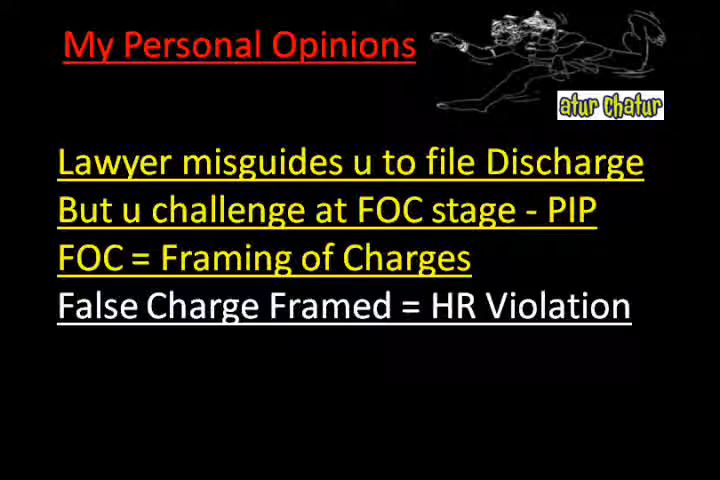 My Personal Opinions
atur chatur
Lawyer misguides u to file Discharge
But u challenge at FOC stage - PIP
FOC = Framing of Charges
False Charge Framed = HR Violation